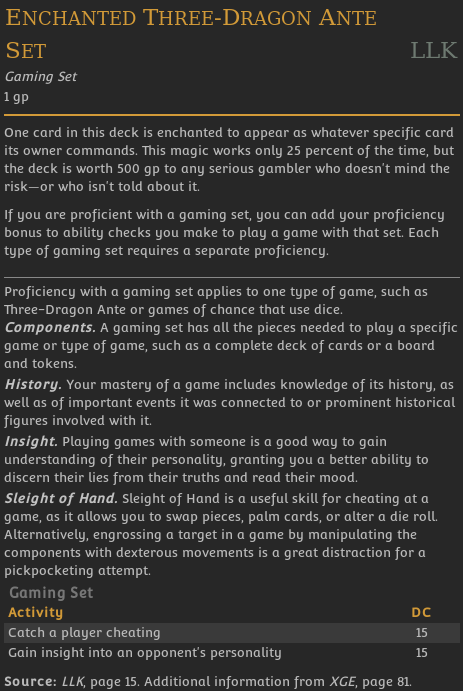 Enchanted Three-Dragon Ante
Set LLK
Gaming Set
1 gp
One card in this deck is enchanted to appear as whatever specific card
its owner commands. This magic works only 25 percent of the time, but
the deck is worth 500 gp to any serious gambler who doesn't mind the
risk—or who isn't told about it.
If you are proficient with a gaming set, you can add your proficiency
bonus to ability checks you make to play a game with that set. Each
type of gaming set requires a separate proficiency.
Proficiency with a gaming set applies to one type of game, such as
Three-Dragon Ante or games of chance that use dice.
Components. A gaming set has all the pieces needed to play a specific
game or type of game, such as a complete deck of cards or a board
and tokens.
History. Your mastery of a game includes knowledge of its history, as
well as of important events it was connected to or prominent historical
figures involved with it.
Insight. Playing games with someone is a good way to gain
understanding of their personality, granting you a better ability to
discern their lies from their truths and read their mood.
Sleight of Hand. Sleight of Hand is a useful skill for cheating at a
game, as it allows you to swap pieces, palm cards, or alter a die roll.
Alternatively, engrossing a target in a game by manipulating the
components with dexterous movements is a great distraction for a
pickpocketing attempt.
Gaming Set
Activity DC
Catch a player cheating 15
Gain insight into an opponent's personality 15
Source: LLK, page 15. Additional information from XGE, page 81.